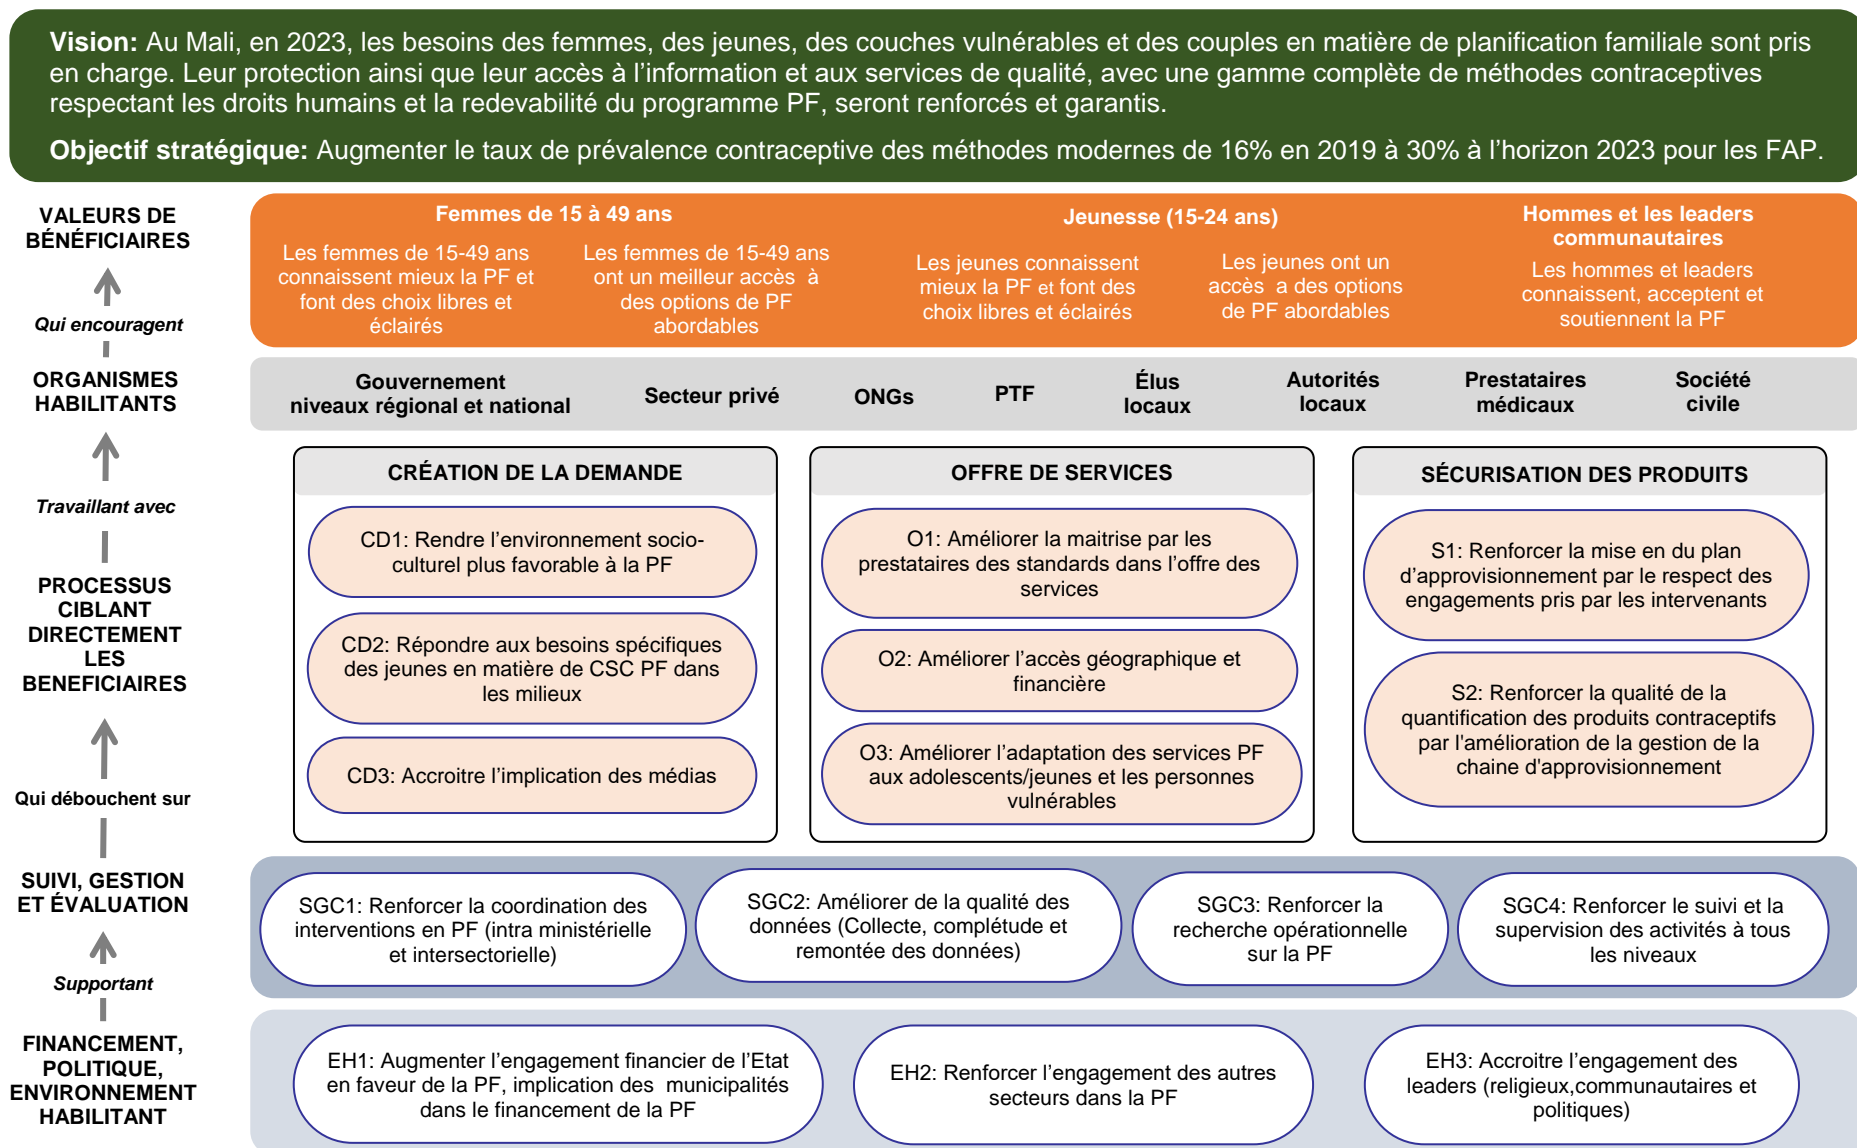 Vision: Au Mali, en 2023, les besoins des femmes, des jeunes, des couches vulnérables et des couples en matière de planification familiale sont pris
en charge. Leur protection ainsi que leur accès à l’information et aux services de qualité, avec une gamme complète de méthodes contraceptives
respectant les droits humains et la redevabilité du programme PF, seront renforcés et garantis.
Objectif stratégique: Augmenter le taux de prévalence contraceptive des méthodes modernes de 16% en 2019 à 30% à l’horizon 2023 pour les FAP.
VALEURS DE
BÉNÉFICIAIRES
Femmes de 15 à 49 ans
Les femmes de 15-49 ans
connaissent mieux la PF et
font des choix libres et
éclairés
Les femmes de 15-49 ans
ont un meilleur accès à
des options de PF
abordables
Jeunesse (15-24 ans)
Les jeunes connaissent
mieux la PF et font des
choix libres et éclairés
Les jeunes ont un
accès a des options
de PF abordables
Hommes et les leaders
communautaires
Les hommes et leaders
connaissent, acceptent et
soutiennent la PF
Qui encouragent
ORGANISMES
HABILITANTS
Gouvernement
niveaux régional et national
Secteur privé
ONGs
PTF
Élus
locaux
Autorités
locaux
Prestataires
médicaux
Société
civile
Travaillant avec
PROCESSUS
CIBLANT
DIRECTEMENT
LES
BENEFICIAIRES
CRÉATION DE LA DEMANDE
CD1: Rendre l’environnement socio-
culturel plus favorable à la PF
CD2: Répondre aux besoins spécifiques
des jeunes en matière de CSC PF dans
les milieux
CD3: Accroitre l’implication des médias
OFFRE DE SERVICES
O1: Améliorer la maitrise par les
prestataires des standards dans l’offre des
services
O2: Améliorer l’accès géographique et
financière
O3: Améliorer l’adaptation des services PF
aux adolescents/jeunes et les personnes
vulnérables
SÉCURISATION DES PRODUITS
S1: Renforcer la mise en du plan
d’approvisionnement par le respect des
engagements pris par les intervenants
S2: Renforcer la qualité de la
quantification des produits contraceptifs
par l'amélioration de la gestion de la
chaine d'approvisionnement
Qui débouchent sur
SUIVI, GESTION
ET ÉVALUATION
SGC1: Renforcer la coordination des
interventions en PF (intra ministérielle
et intersectorielle)
SGC2: Améliorer de la qualité des
données (Collecte, complétude et
remontée des données)
SGC3: Renforcer la
recherche opérationnelle
sur la PF
SGC4: Renforcer le suivi et la
supervision des activités à tous
les niveaux
Supportant
FINANCEMENT,
POLITIQUE,
ENVIRONNEMENT
HABILITANT
EH1: Augmenter l’engagement financier de l’Etat
en faveur de la PF, implication des municipalités
dans le financement de la PF
EH2: Renforcer l’engagement des autres
secteurs dans la PF
EH3: Accroitre l’engagement des
leaders (religieux,communautaires et
politiques)